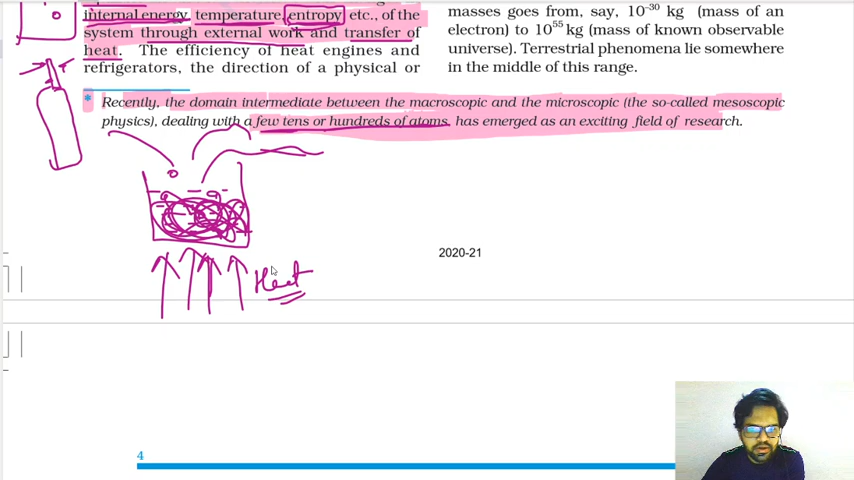 internal energy, temperature, entropy etc., of the
system through external work and transfer of
heat. The efficiency of heat engines and
refrigerators, the direction of a physical or
masses goes from, say, 10⁻³⁰ kg (mass of an
electron) to 10⁵⁵ kg (mass of known observable
universe). Terrestrial phenomena lie somewhere
in the middle of this range.
* Recently, the domain intermediate between the macroscopic and the microscopic (the so-called mesoscopic
physics), dealing with a few tens or hundreds of atoms, has emerged as an exciting field of research.
Heat
2020-21
4